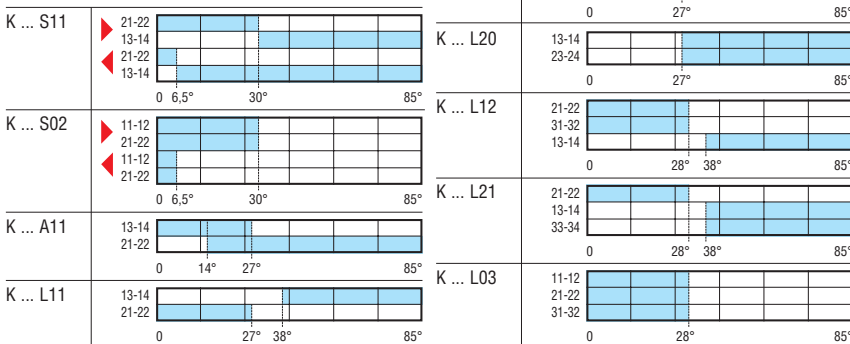 K ... S11
21-22
13-14
21-22
13-14
0 6,5° 30° 85°
K ... S02
11-12
21-22
11-12
21-22
0 6,5° 30° 85°
K ... A11
13-14
21-22
0 14° 27° 85°
K ... L11
13-14
21-22
0 27° 38° 85°
0 27° 85°
K ... L20
13-14
23-24
0 27° 85°
K ... L12
21-22
31-32
13-14
0 28° 38° 85°
K ... L21
21-22
13-14
33-34
0 28° 38° 85°
K ... L03
11-12
21-22
31-32
0 28° 85°